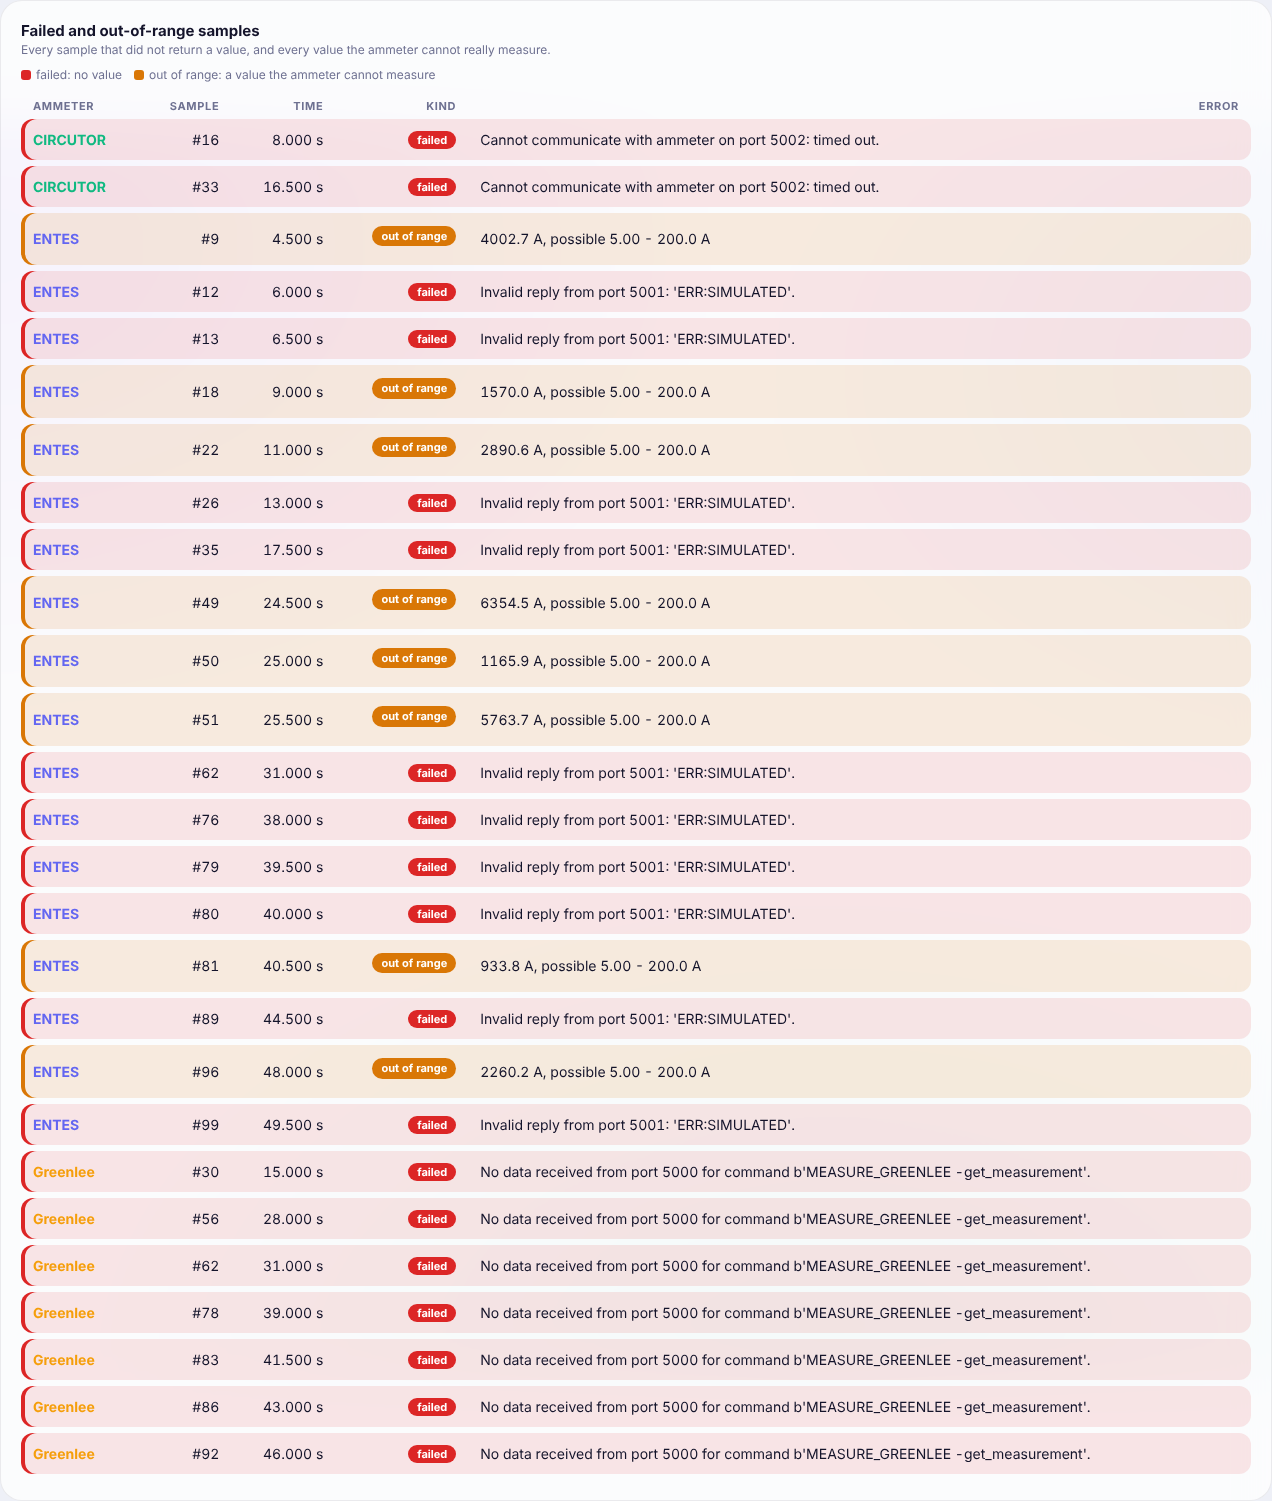 Failed and out-of-range samples
Every sample that did not return a value, and every value the ammeter cannot really measure.
failed: no value out of range: a value the ammeter cannot measure
AMMETER SAMPLE TIME KIND ERROR
CIRCUTOR #16 8.000 s failed Cannot communicate with ammeter on port 5002: timed out.
CIRCUTOR #33 16.500 s failed Cannot communicate with ammeter on port 5002: timed out.
ENTES #9 4.500 s out of range 4002.7 A, possible 5.00 - 200.0 A
ENTES #12 6.000 s failed Invalid reply from port 5001: 'ERR:SIMULATED'.
ENTES #13 6.500 s failed Invalid reply from port 5001: 'ERR:SIMULATED'.
ENTES #18 9.000 s out of range 1570.0 A, possible 5.00 - 200.0 A
ENTES #22 11.000 s out of range 2890.6 A, possible 5.00 - 200.0 A
ENTES #26 13.000 s failed Invalid reply from port 5001: 'ERR:SIMULATED'.
ENTES #35 17.500 s failed Invalid reply from port 5001: 'ERR:SIMULATED'.
ENTES #49 24.500 s out of range 6354.5 A, possible 5.00 - 200.0 A
ENTES #50 25.000 s out of range 1165.9 A, possible 5.00 - 200.0 A
ENTES #51 25.500 s out of range 5763.7 A, possible 5.00 - 200.0 A
ENTES #62 31.000 s failed Invalid reply from port 5001: 'ERR:SIMULATED'.
ENTES #76 38.000 s failed Invalid reply from port 5001: 'ERR:SIMULATED'.
ENTES #79 39.500 s failed Invalid reply from port 5001: 'ERR:SIMULATED'.
ENTES #80 40.000 s failed Invalid reply from port 5001: 'ERR:SIMULATED'.
ENTES #81 40.500 s out of range 933.8 A, possible 5.00 - 200.0 A
ENTES #89 44.500 s failed Invalid reply from port 5001: 'ERR:SIMULATED'.
ENTES #96 48.000 s out of range 2260.2 A, possible 5.00 - 200.0 A
ENTES #99 49.500 s failed Invalid reply from port 5001: 'ERR:SIMULATED'.
Greenlee #30 15.000 s failed No data received from port 5000 for command b'MEASURE_GREENLEE -get_measurement'.
Greenlee #56 28.000 s failed No data received from port 5000 for command b'MEASURE_GREENLEE -get_measurement'.
Greenlee #62 31.000 s failed No data received from port 5000 for command b'MEASURE_GREENLEE -get_measurement'.
Greenlee #78 39.000 s failed No data received from port 5000 for command b'MEASURE_GREENLEE -get_measurement'.
Greenlee #83 41.500 s failed No data received from port 5000 for command b'MEASURE_GREENLEE -get_measurement'.
Greenlee #86 43.000 s failed No data received from port 5000 for command b'MEASURE_GREENLEE -get_measurement'.
Greenlee #92 46.000 s failed No data received from port 5000 for command b'MEASURE_GREENLEE -get_measurement'.